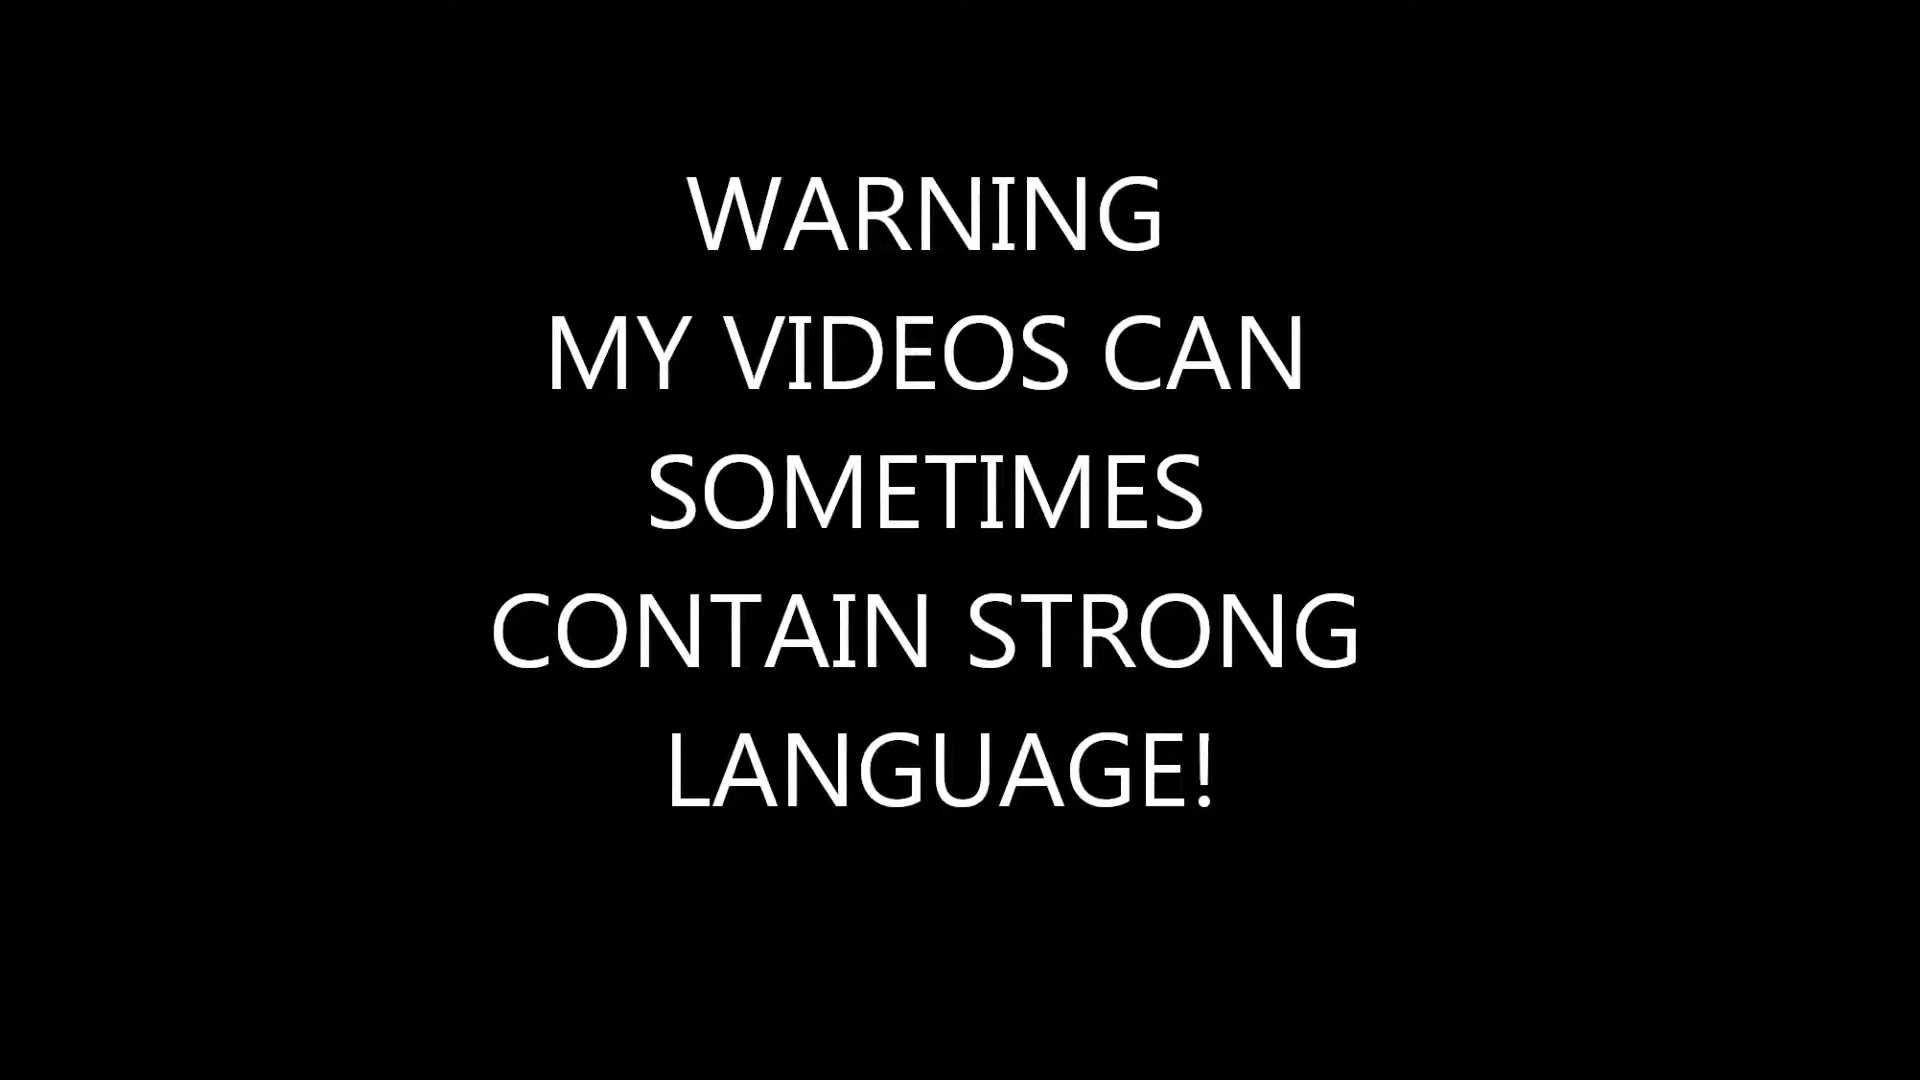 WARNING
MY VIDEOS CAN
SOMETIMES
CONTAIN STRONG
LANGUAGE!